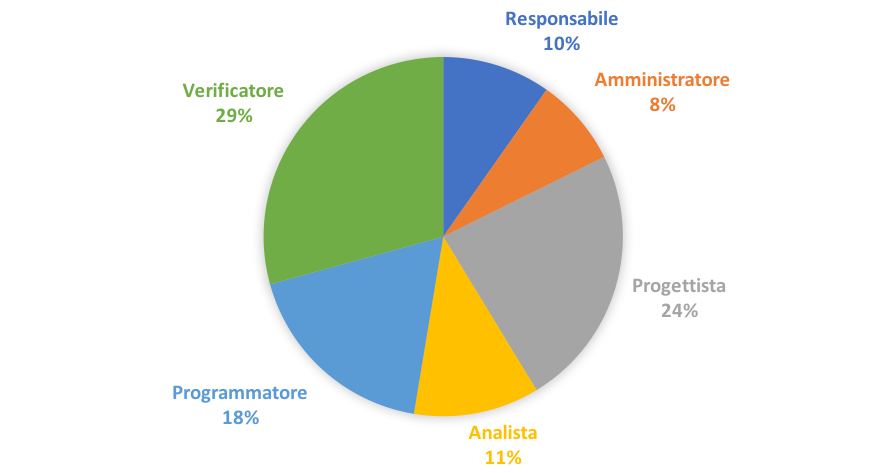 Responsabile
10%
Amministratore
8%
Verificatore
29%
Progettista
24%
Programmatore
18%
Analista
11%